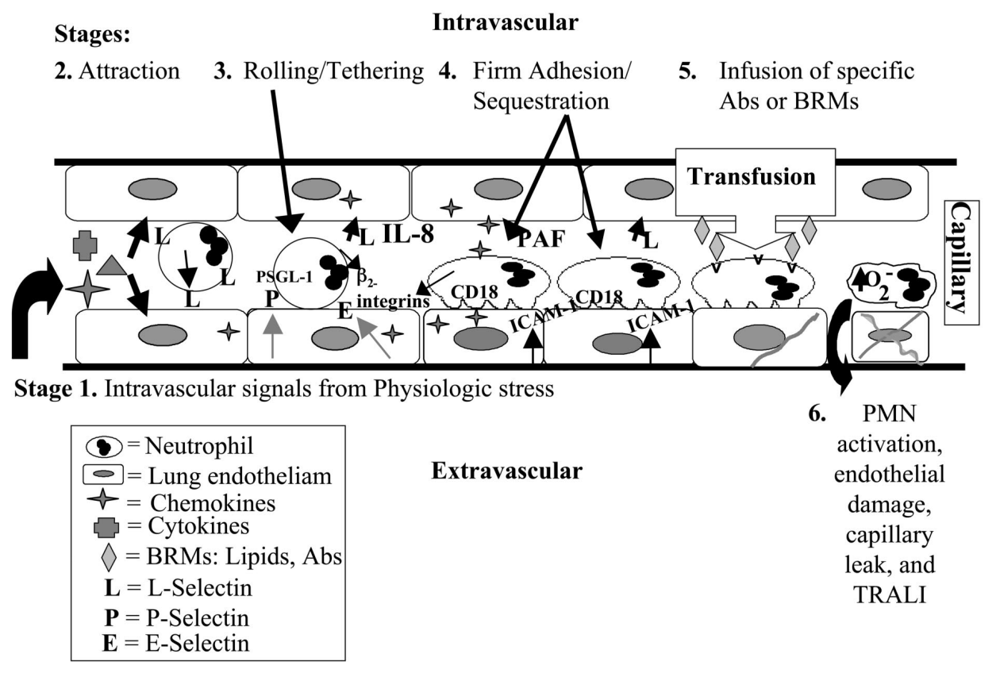 Intravascular
Stages:
2. Attraction
3. Rolling/Tethering
4. Firm Adhesion/
Sequestration
5. Infusion of specific
Abs or BRMs
Transfusion
Capillary
L
L
L
L IL-8
PSGL-1
P
β2-
integrins
E
PAF
CD18
ICAM-1
L
CD18
ICAM-1
v
v
v
O2-
Stage 1. Intravascular signals from Physiologic stress
6. PMN
activation,
endothelial
damage,
capillary
leak, and
TRALI
Extravascular
= Neutrophil
= Lung endotheliam
= Chemokines
= Cytokines
= BRMs: Lipids, Abs
L = L-Selectin
P = P-Selectin
E = E-Selectin